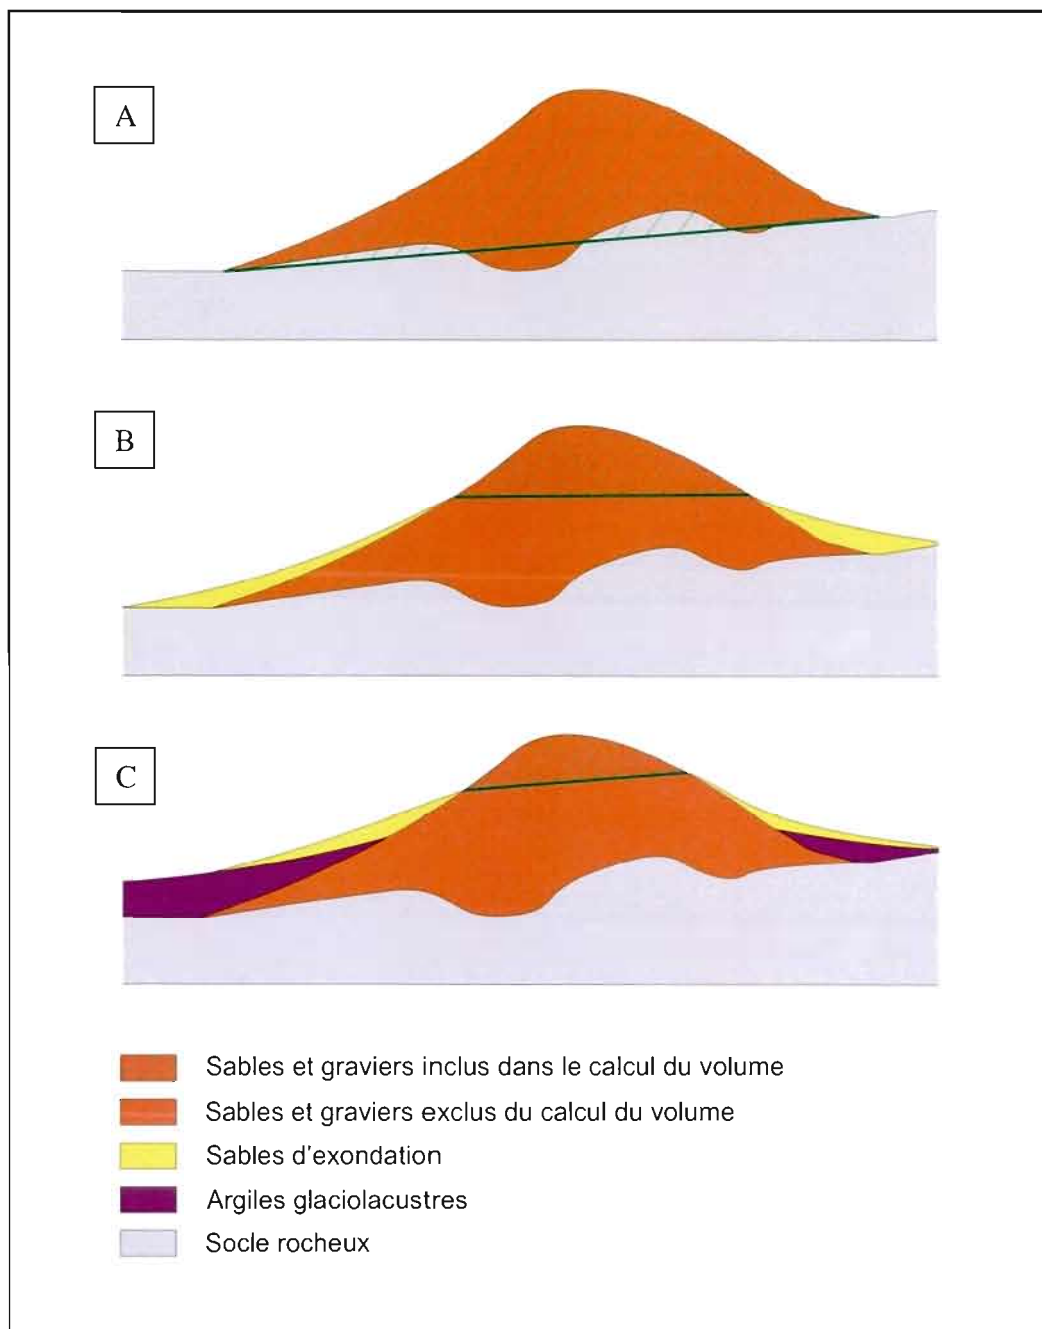 A
B
C
Sables et graviers inclus dans le calcul du volume
Sables et graviers exclus du calcul du volume
Sables d'exondation
Argiles glaciolacustres
Socle rocheux